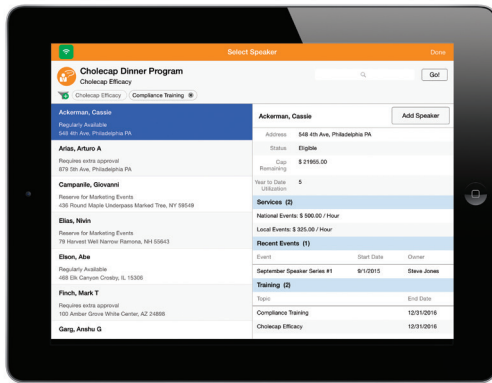 Select Speaker
Done
Cholecap Dinner Program
Cholecap Efficacy
Go!
Cholecap Efficacy
Compliance Training
Ackerman, Cassie
Regularly Available
548 4th Ave, Philadelphia PA
Arias, Arturo A
Requires extra approval
879 5th Ave, Philadelphia PA
Campanile, Giovanni
Reserve for Marketing Events
436 Round Maple Underpass Marked Tree, NY 59549
Elias, Nivin
Reserve for Marketing Events
79 Harvest Well Narrow Ramona, NH 55643
Elson, Abe
Regularly Available
468 Elk Canyon Crosby, IL 15306
Finch, Mark T
Requires extra approval
100 Amber Grove White Center, AZ 24898
Garg, Anshu G
Ackerman, Cassie
Add Speaker
Address 548 4th Ave, Philadelphia PA
Status Eligible
Cap Remaining $ 21955.00
Year to Date Utilization 5
Services (2)
National Events: $ 500.00 / Hour
Local Events: $ 325.00 / Hour
Recent Events (1)
Event Start Date Owner
September Speaker Series #1 9/1/2015 Steve Jones
Training (2)
Topic End Date
Compliance Training 12/31/2016
Cholecap Efficacy 12/31/2016